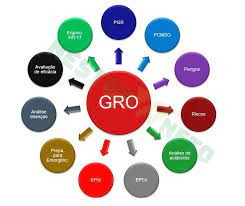 PGR
PCMSO
Perigos
Riscos
Análise de
acidentes
EPCs
EPIS
Prepa.
para
Emergênc.
Análise
doenças
Avaliação
de eficácia
Ergono
NR-17
GRO